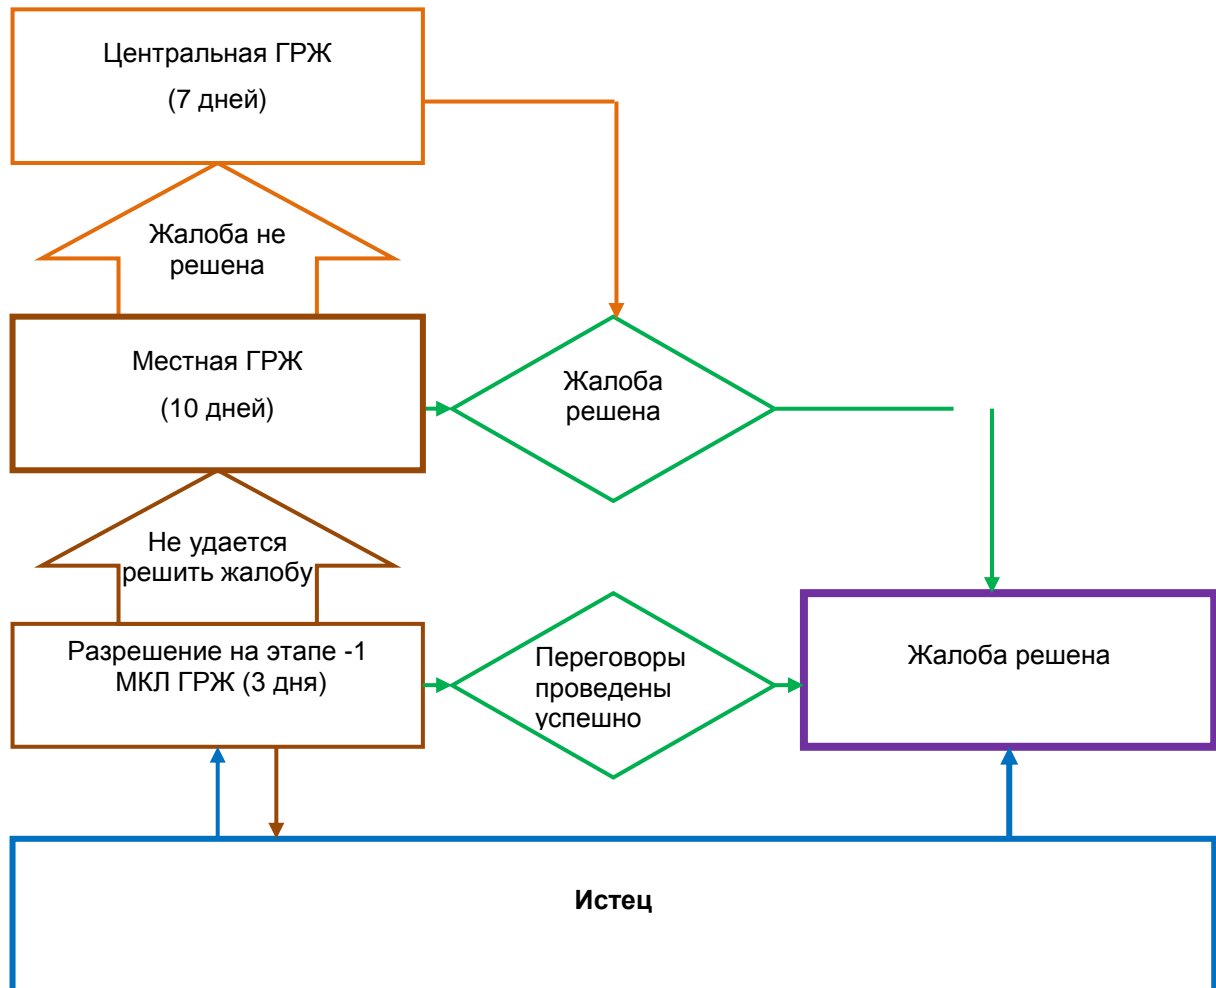 Центральная ГРЖ
(7 дней)
Жалоба не
решена
Местная ГРЖ
(10 дней)
Жалоба
решена
Не удается
решить жалобу
Разрешение на этапе -1
МКЛ ГРЖ (3 дня)
Переговоры
проведены
успешно
Жалоба решена
Истец